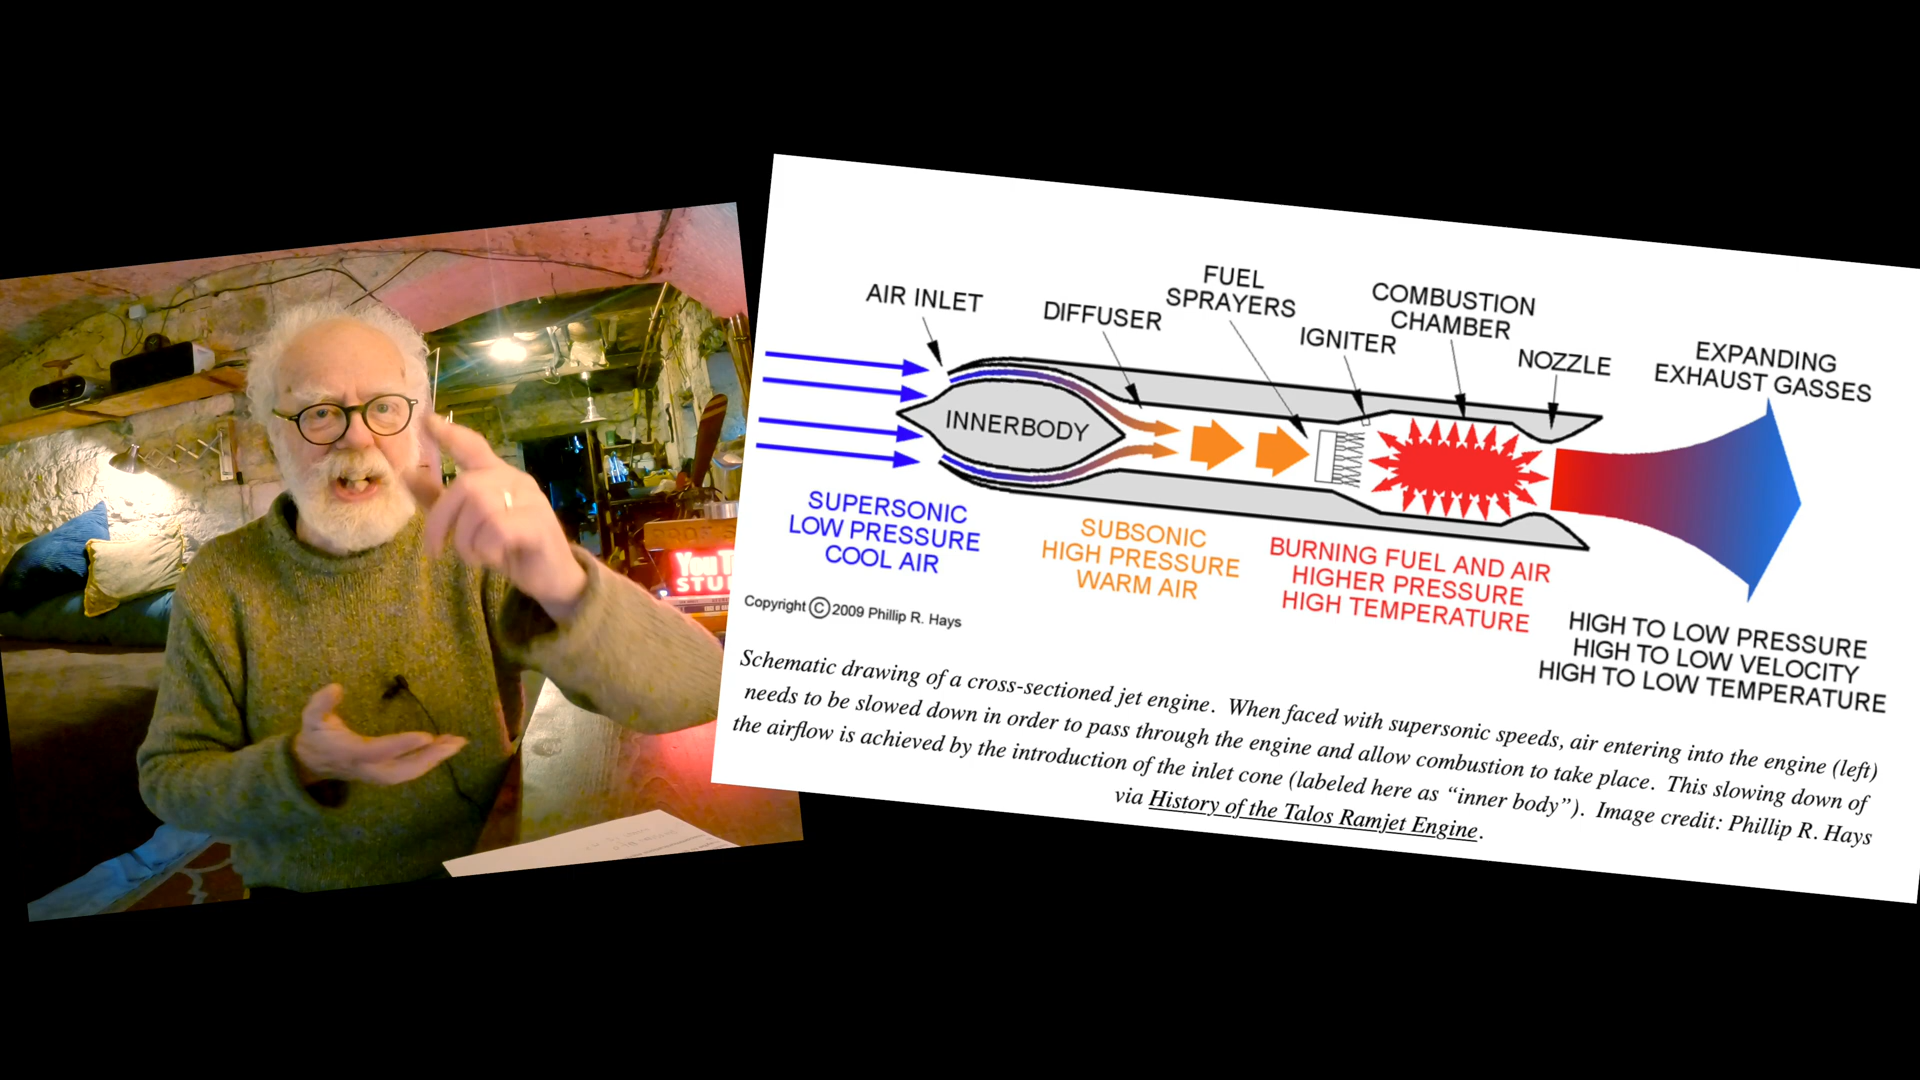 AIR INLET
DIFFUSER
FUEL
SPRAYERS
IGNITER
COMBUSTION
CHAMBER
NOZZLE
EXPANDING
EXHAUST GASSES
INNERBODY
SUPERSONIC
LOW PRESSURE
COOL AIR
SUBSONIC
HIGH PRESSURE
WARM AIR
BURNING FUEL AND AIR
HIGHER PRESSURE
HIGH TEMPERATURE
HIGH TO LOW PRESSURE
HIGH TO LOW VELOCITY
HIGH TO LOW TEMPERATURE
Copyright © 2009 Phillip R. Hays
Schematic drawing of a cross-sectioned jet engine. When faced with supersonic speeds, air entering into the engine (left)
needs to be slowed down in order to pass through the engine and allow combustion to take place. This slowing down of
the airflow is achieved by the introduction of the inlet cone (labeled here as “inner body”). Image credit: Phillip R. Hays
via History of the Talos Ramjet Engine.